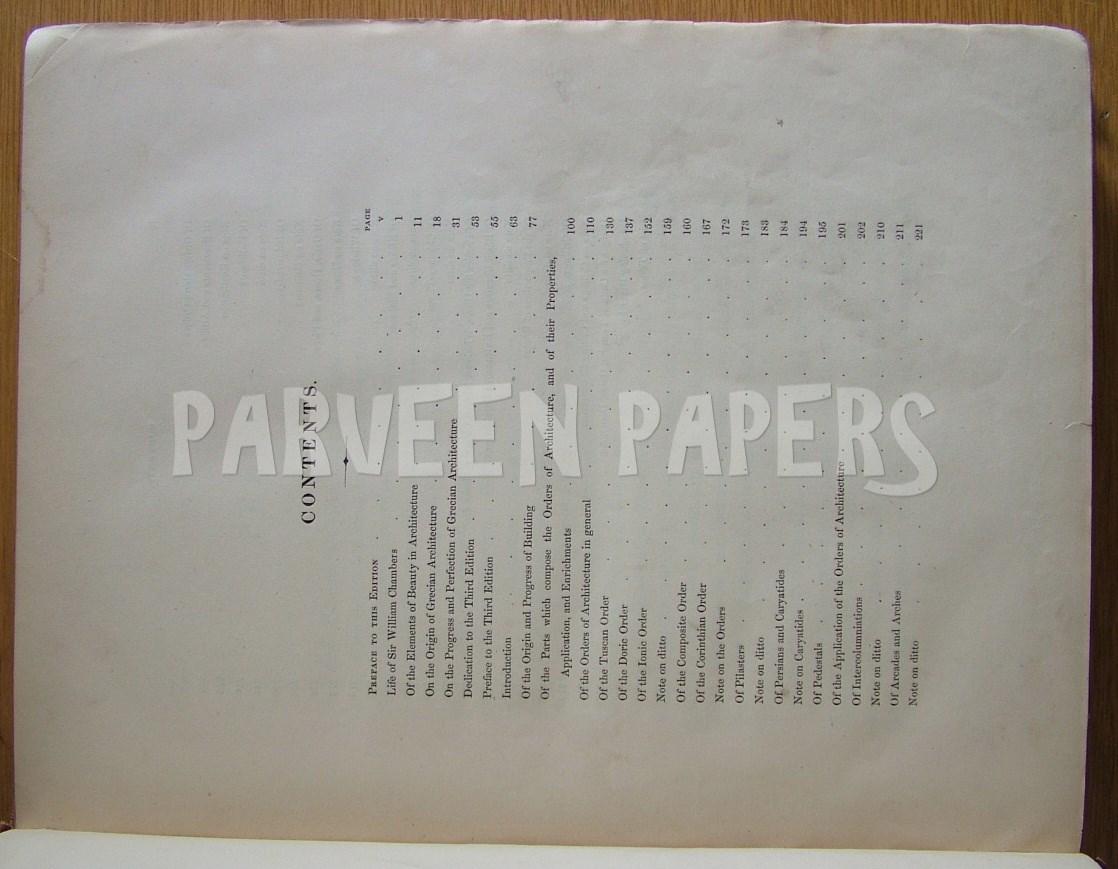 CONTENTS.
PAGE
PREFACE TO THIS EDITION . . . . v
Life of Sir William Chambers . . . . 1
Of the Elements of Beauty in Architecture . . . . 11
On the Origin of Grecian Architecture . . . . 18
On the Progress and Perfection of Grecian Architecture . . . . 31
Dedication to the Third Edition . . . . 53
Preface to the Third Edition . . . . 55
Introduction . . . . 63
Of the Origin and Progress of Building . . . . 77
Of the Parts which compose the Orders of Architecture, and of their Properties,
Application, and Enrichments . . . . 100
Of the Orders of Architecture in general . . . . 110
Of the Tuscan Order . . . . 130
Of the Doric Order . . . . 137
Of the Ionic Order . . . . 152
Note on ditto . . . . 159
Of the Composite Order . . . . 160
Of the Corinthian Order . . . . 167
Note on the Orders . . . . 172
Of Pilasters . . . . 173
Note on ditto . . . . 183
Of Persians and Caryatides . . . . 184
Note on Caryatides . . . . 194
Of Pedestals . . . . 195
Of the Application of the Orders of Architecture . . . . 201
Of Intercolumniations . . . . 202
Note on ditto . . . . 210
Of Arcades and Arches . . . . 211
Note on ditto . . . . 221
PARVEEN PAPERS